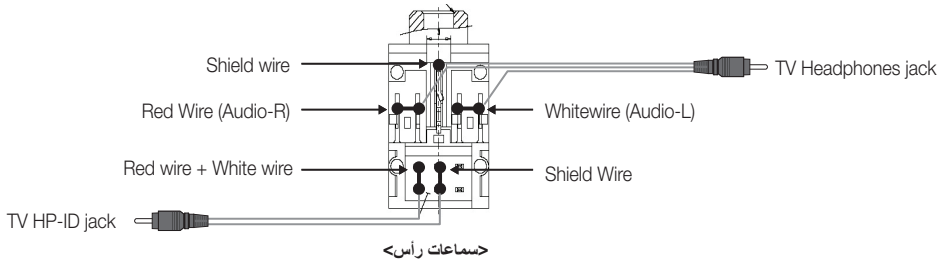 Shield wire
TV Headphones jack
Red Wire (Audio-R)
Whitewire (Audio-L)
Red wire + White wire
Shield Wire
TV HP-ID jack
<سماعات رأس>